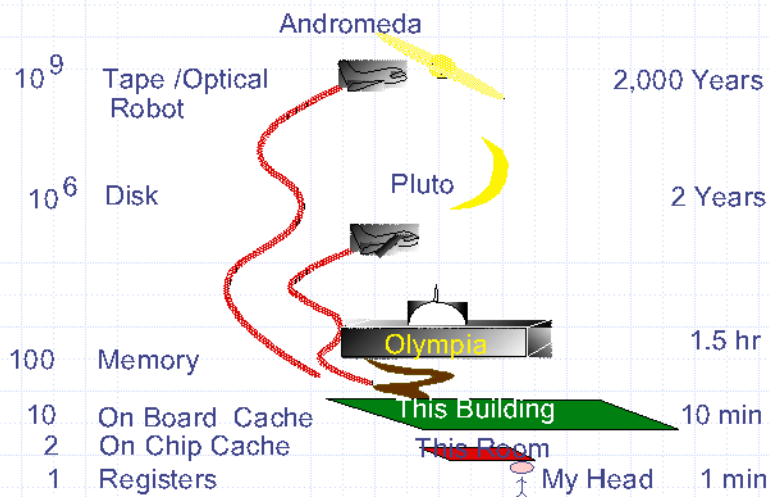 Andromeda
10^9 Tape /Optical Robot 2,000 Years
10^6 Disk Pluto 2 Years
Olympia 1.5 hr
100 Memory
10 On Board Cache This Building 10 min
2 On Chip Cache This Room
1 Registers My Head 1 min